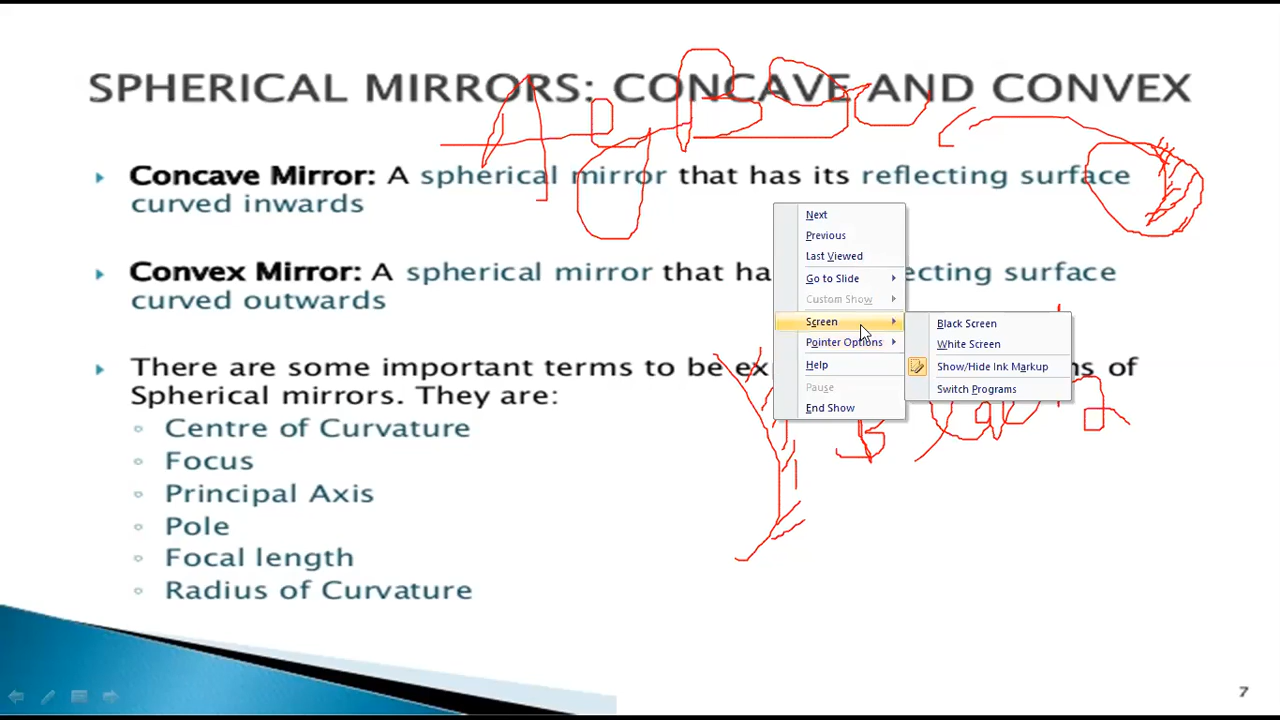 SPHERICAL MIRRORS: CONCAVE AND CONVEX
Concave Mirror: A spherical mirror that has its reflecting surface
curved inwards
Convex Mirror: A spherical mirror that ha ecting surface
curved outwards
There are some important terms to be ex s of
Spherical mirrors. They are:
Centre of Curvature
Focus
Principal Axis
Pole
Focal length
Radius of Curvature
Next
Previous
Last Viewed
Go to Slide
Custom Show
Screen
Pointer Options
Help
Pause
End Show
Black Screen
White Screen
Show/Hide Ink Markup
Switch Programs
7